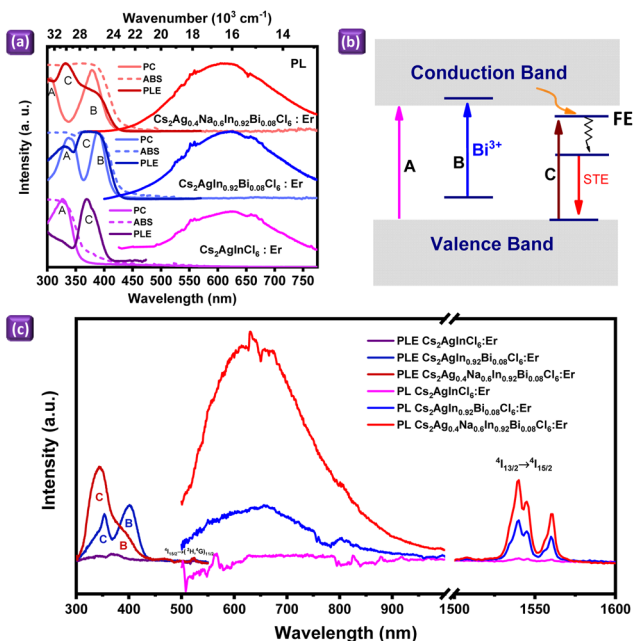 (a)
Wavenumber (10³ cm⁻¹)
32 28 26 24 22 20 18 16 14
PL
A
C
B
PC
ABS
PLE
Cs₂Ag₀.₄Na₀.₆In₀.₉₂Bi₀.₀₈Cl₆ : Er
A
C
B
PC
ABS
PLE
Cs₂AgIn₀.₉₂Bi₀.₀₈Cl₆ : Er
A
C
PC
ABS
PLE
Cs₂AgInCl₆ : Er
Intensity (a. u.)
300 350 400 450 500 550 600 650 700 750
Wavelength (nm)
(b)
Conduction Band
FE
A
B
Bi³⁺
C
STE
Valence Band
(c)
PLE Cs₂AgInCl₆:Er
PLE Cs₂AgIn₀.₉₂Bi₀.₀₈Cl₆:Er
PLE Cs₂Ag₀.₄Na₀.₆In₀.₉₂Bi₀.₀₈Cl₆:Er
PL Cs₂AgInCl₆:Er
PL Cs₂AgIn₀.₉₂Bi₀.₀₈Cl₆:Er
PL Cs₂Ag₀.₄Na₀.₆In₀.₉₂Bi₀.₀₈Cl₆:Er
⁴I₁₃/₂→⁴I₁₅/₂
C
C
B
B
Intensity (a.u.)
300 400 500 600 700 800 900 1500 1550 1600
Wavelength (nm)